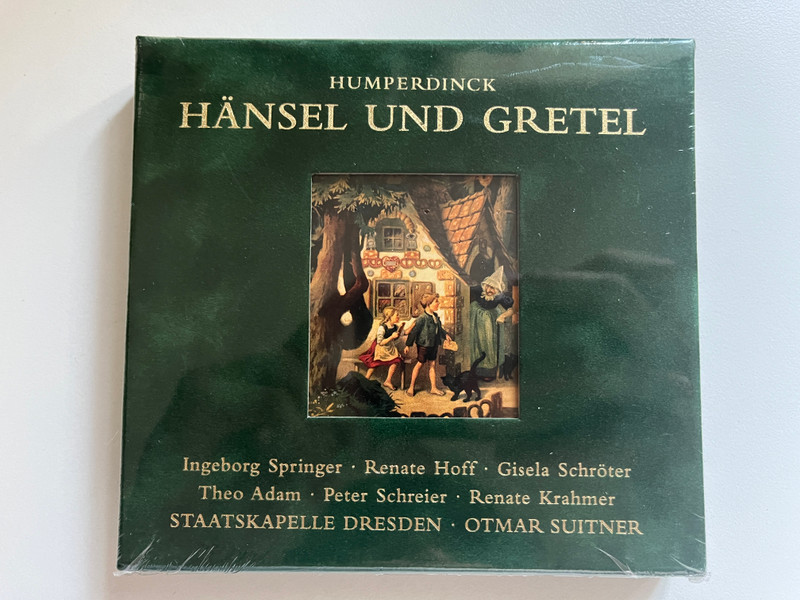 HUMPERDINCK
HÄNSEL UND GRETEL
Ingeborg Springer · Renate Hoff · Gisela Schröter
Theo Adam · Peter Schreier · Renate Krahmer
STAATSKAPELLE DRESDEN · OTMAR SUITNER